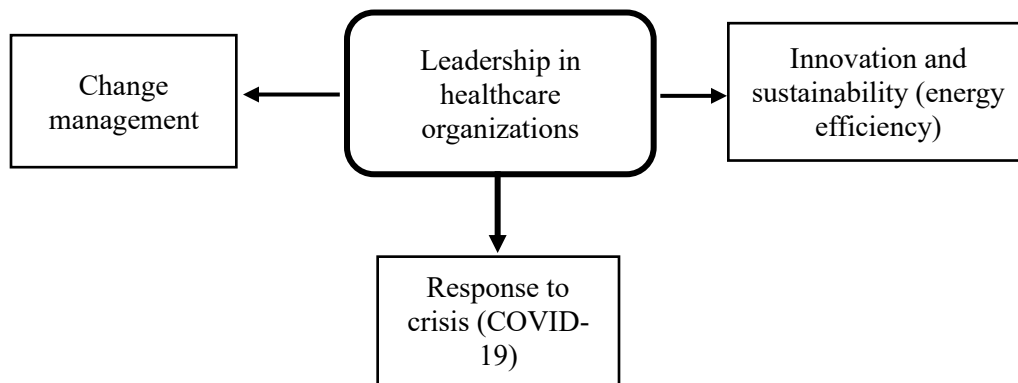 Change
management
Leadership in
healthcare
organizations
Innovation and
sustainability (energy
efficiency)
Response to
crisis (COVID-
19)